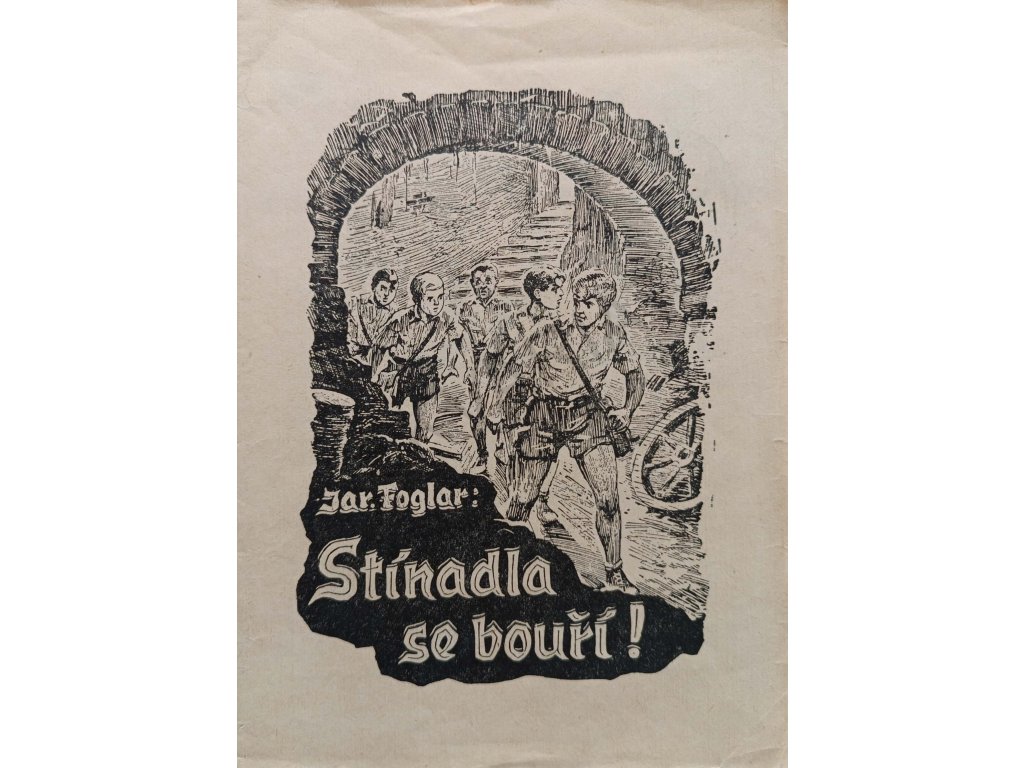 Jar. Foglar:
Stínadla
se bouří!